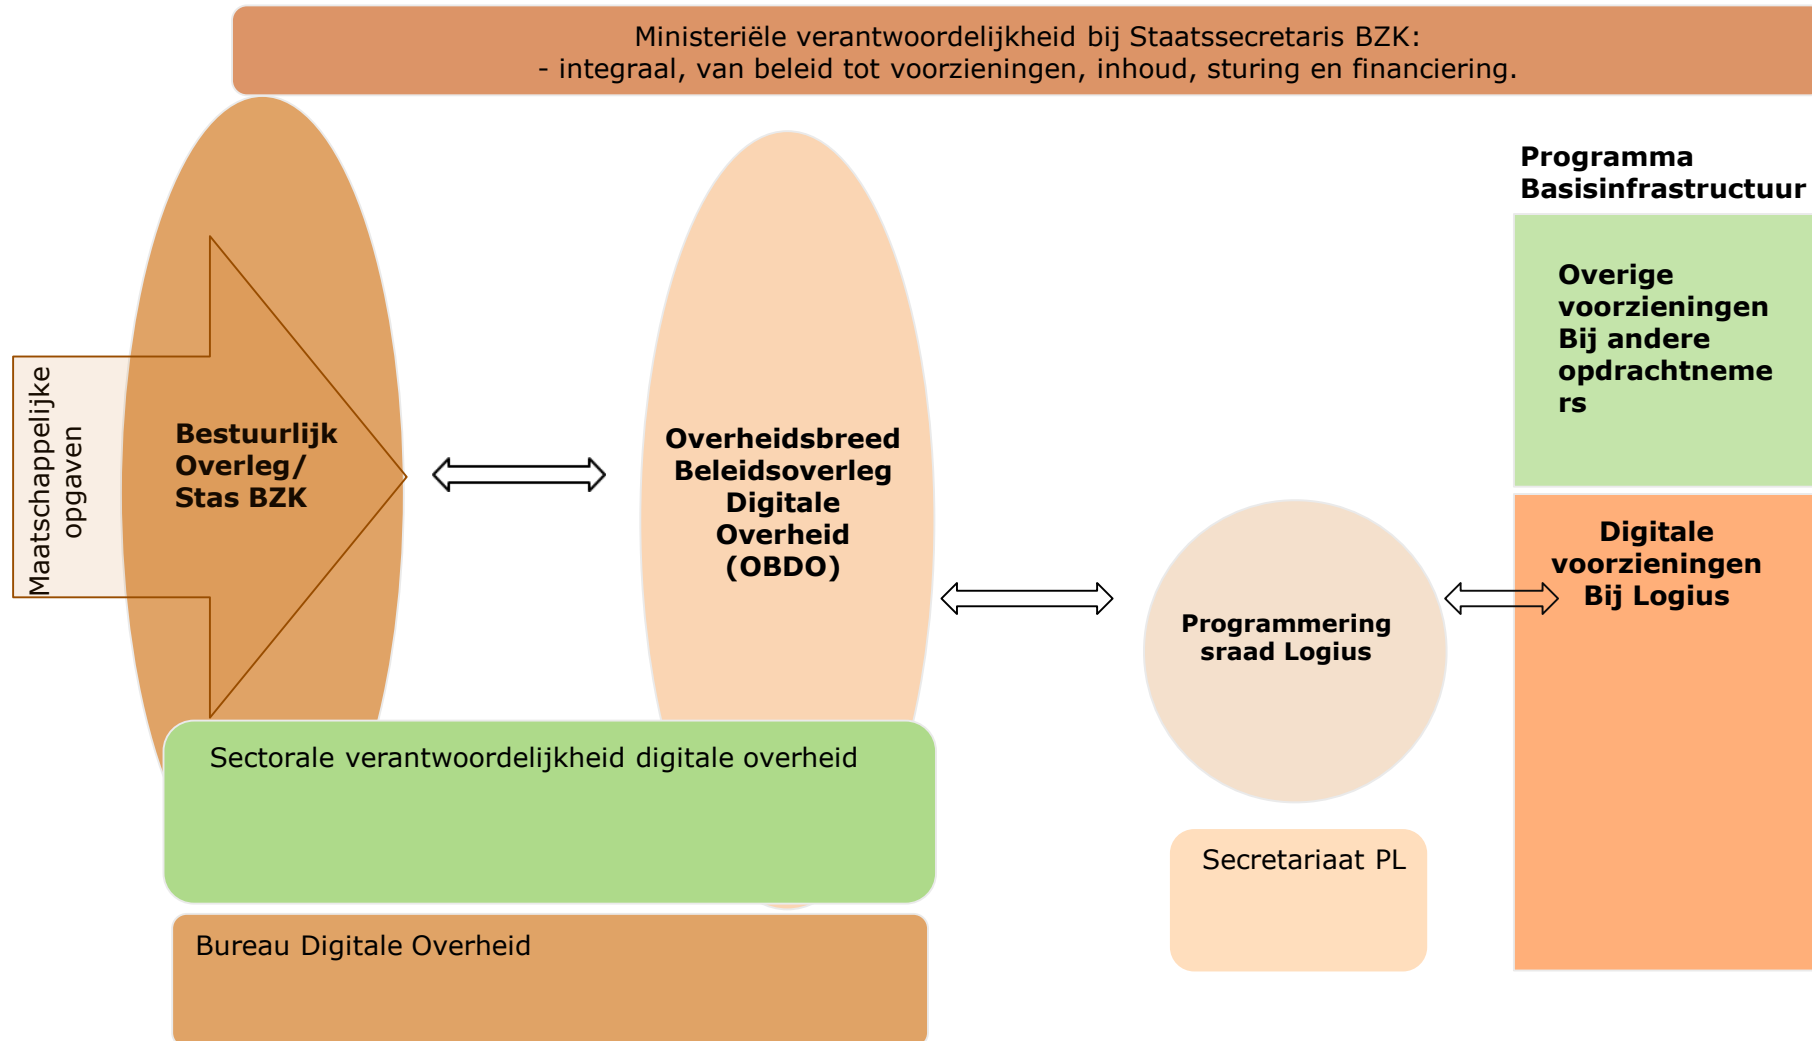 Ministeriële verantwoordelijkheid bij Staatssecretaris BZK:
- integraal, van beleid tot voorzieningen, inhoud, sturing en financiering.
Maatschappelijke
opgaven
Bestuurlijk
Overleg/
Stas BZK
Overheidsbreed
Beleidsoverleg
Digitale
Overheid
(OBDO)
Programmering
sraad Logius
Programma
Basisinfrastructuur
Overige
voorzieningen
Bij andere
opdrachtneme
rs
Digitale
voorzieningen
Bij Logius
Sectorale verantwoordelijkheid digitale overheid
Secretariaat PL
Bureau Digitale Overheid